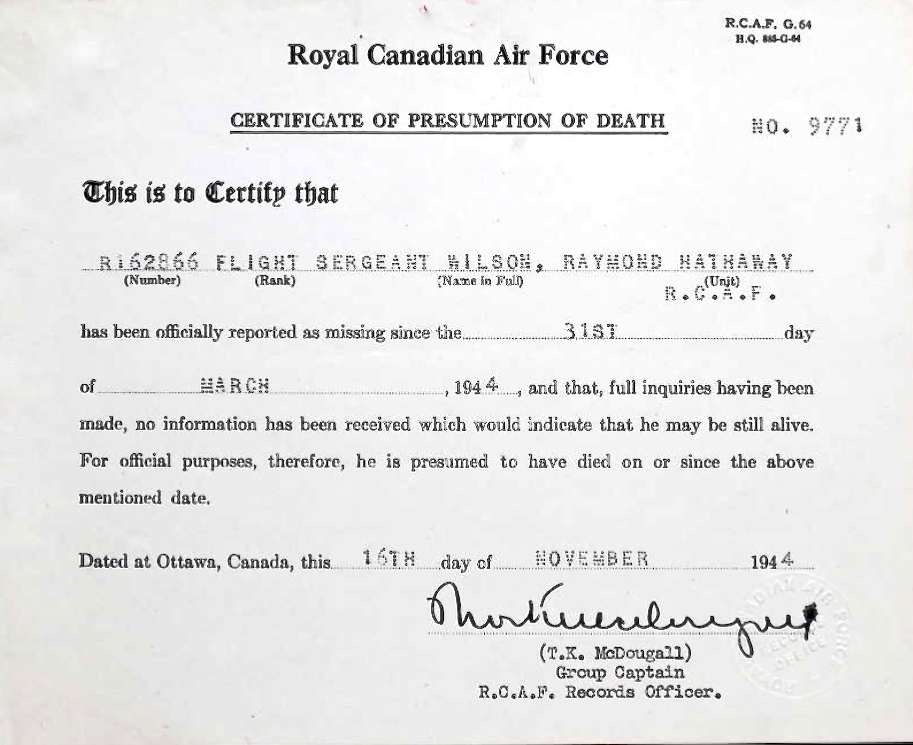 R.C.A.F. G. 64
H.Q. 885-G-64
Royal Canadian Air Force
CERTIFICATE OF PRESUMPTION OF DEATH
NO. 9771
This is to Certify that
R162866 FLIGHT SERGEANT WILSON, RAYMOND HATHAWAY
(Number) (Rank) (Name in Full) (Unit)
R.C.A.F.
has been officially reported as missing since the 31ST day
of MARCH , 1944 , and that, full inquiries having been
made, no information has been received which would indicate that he may be still alive.
For official purposes, therefore, he is presumed to have died on or since the above
mentioned date.
Dated at Ottawa, Canada, this 16TH day of NOVEMBER 1944
(T.K. McDougall)
Group Captain
R.C.A.F. Records Officer.